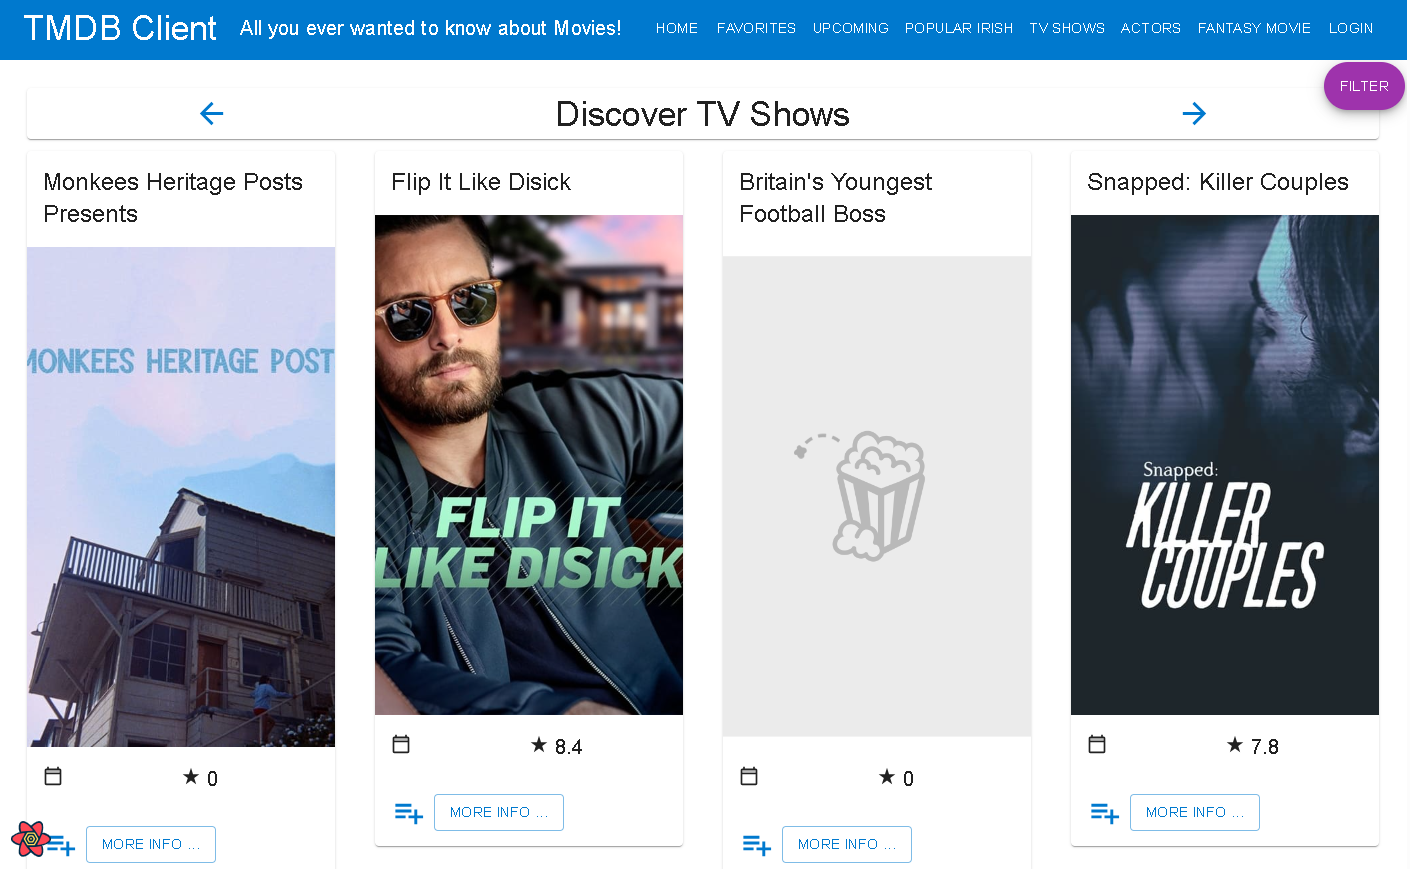 TMDB Client All you ever wanted to know about Movies! HOME FAVORITES UPCOMING POPULAR IRISH TV SHOWS ACTORS FANTASY MOVIE LOGIN
FILTER
Discover TV Shows
Monkees Heritage Posts
Presents
MONKEES HERITAGE POST
0
MORE INFO ...
Flip It Like Disick
FLIP IT
LIKE DISICK
8.4
MORE INFO ...
Britain's Youngest
Football Boss
0
MORE INFO ...
Snapped: Killer Couples
Snapped:
KILLER
COUPLES
7.8
MORE INFO ...